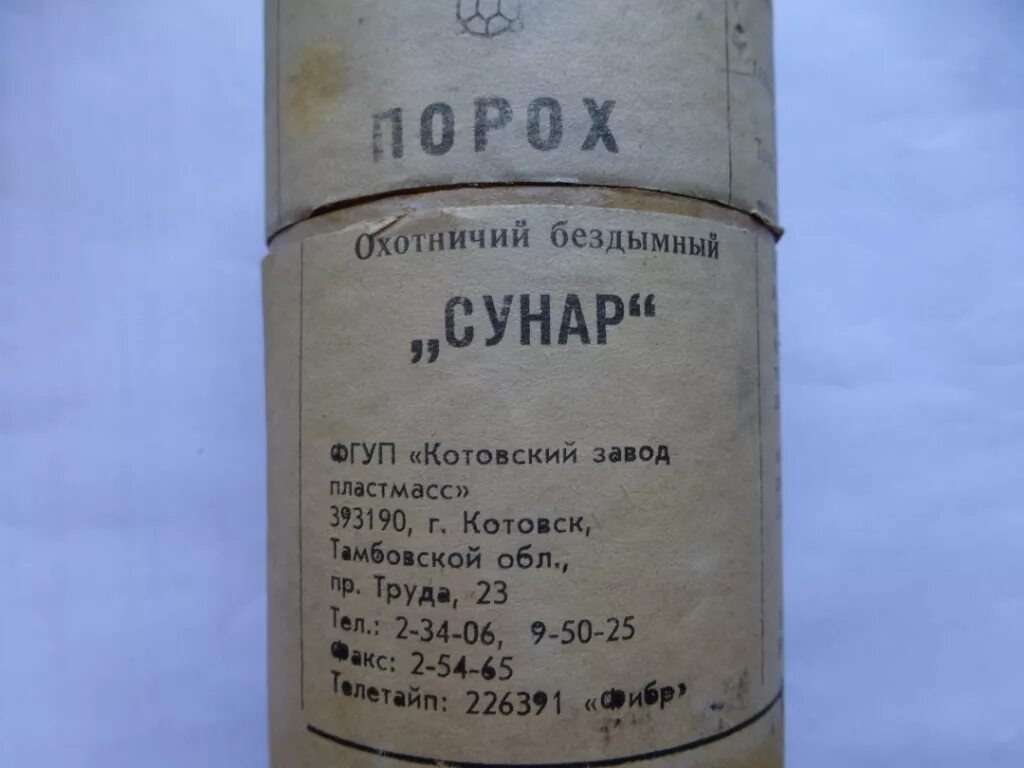 ПОРОХ
Охотничий бездымный
„СУНАР“
ФГУП «Котовский завод
пластмасс»
393190, г. Котовск,
Тамбовской обл.,
пр. Труда, 23
Тел.: 2-34-06, 9-50-25
Факс: 2-54-65
Телетайп: 226391 «Фибр»